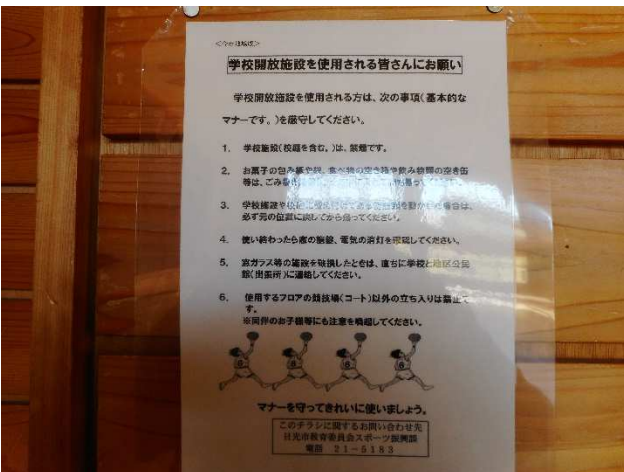 学校開放施設を使用される皆さんにお願い
学校開放施設を使用される方は、次の事項(基本的な
マナーです。)を厳守してください。
1. 学校施設(校庭を含む。)は、禁煙です。
2. お菓子の包み紙や袋、食べ物の空き箱や飲み物類の空き缶
等は、ごみ
3. 学校施設や
必ず元の位置に戻してから帰ってください。
4. 使い終わったら窓の施錠、電気の消灯を確認してください。
5. 窓ガラス等の施設を破損したときは、直ちに学校と地区公民
館(出張所)に連絡してください。
6. 使用するフロアの競技場(コート)以外の立ち入りは禁止で
す。
※同伴のお子様等にも注意を喚起してください。
マナーを守ってきれいに使いましょう。
このチラシに関するお問い合わせ先
日光市教育委員会スポーツ振興課
電話 21-5183